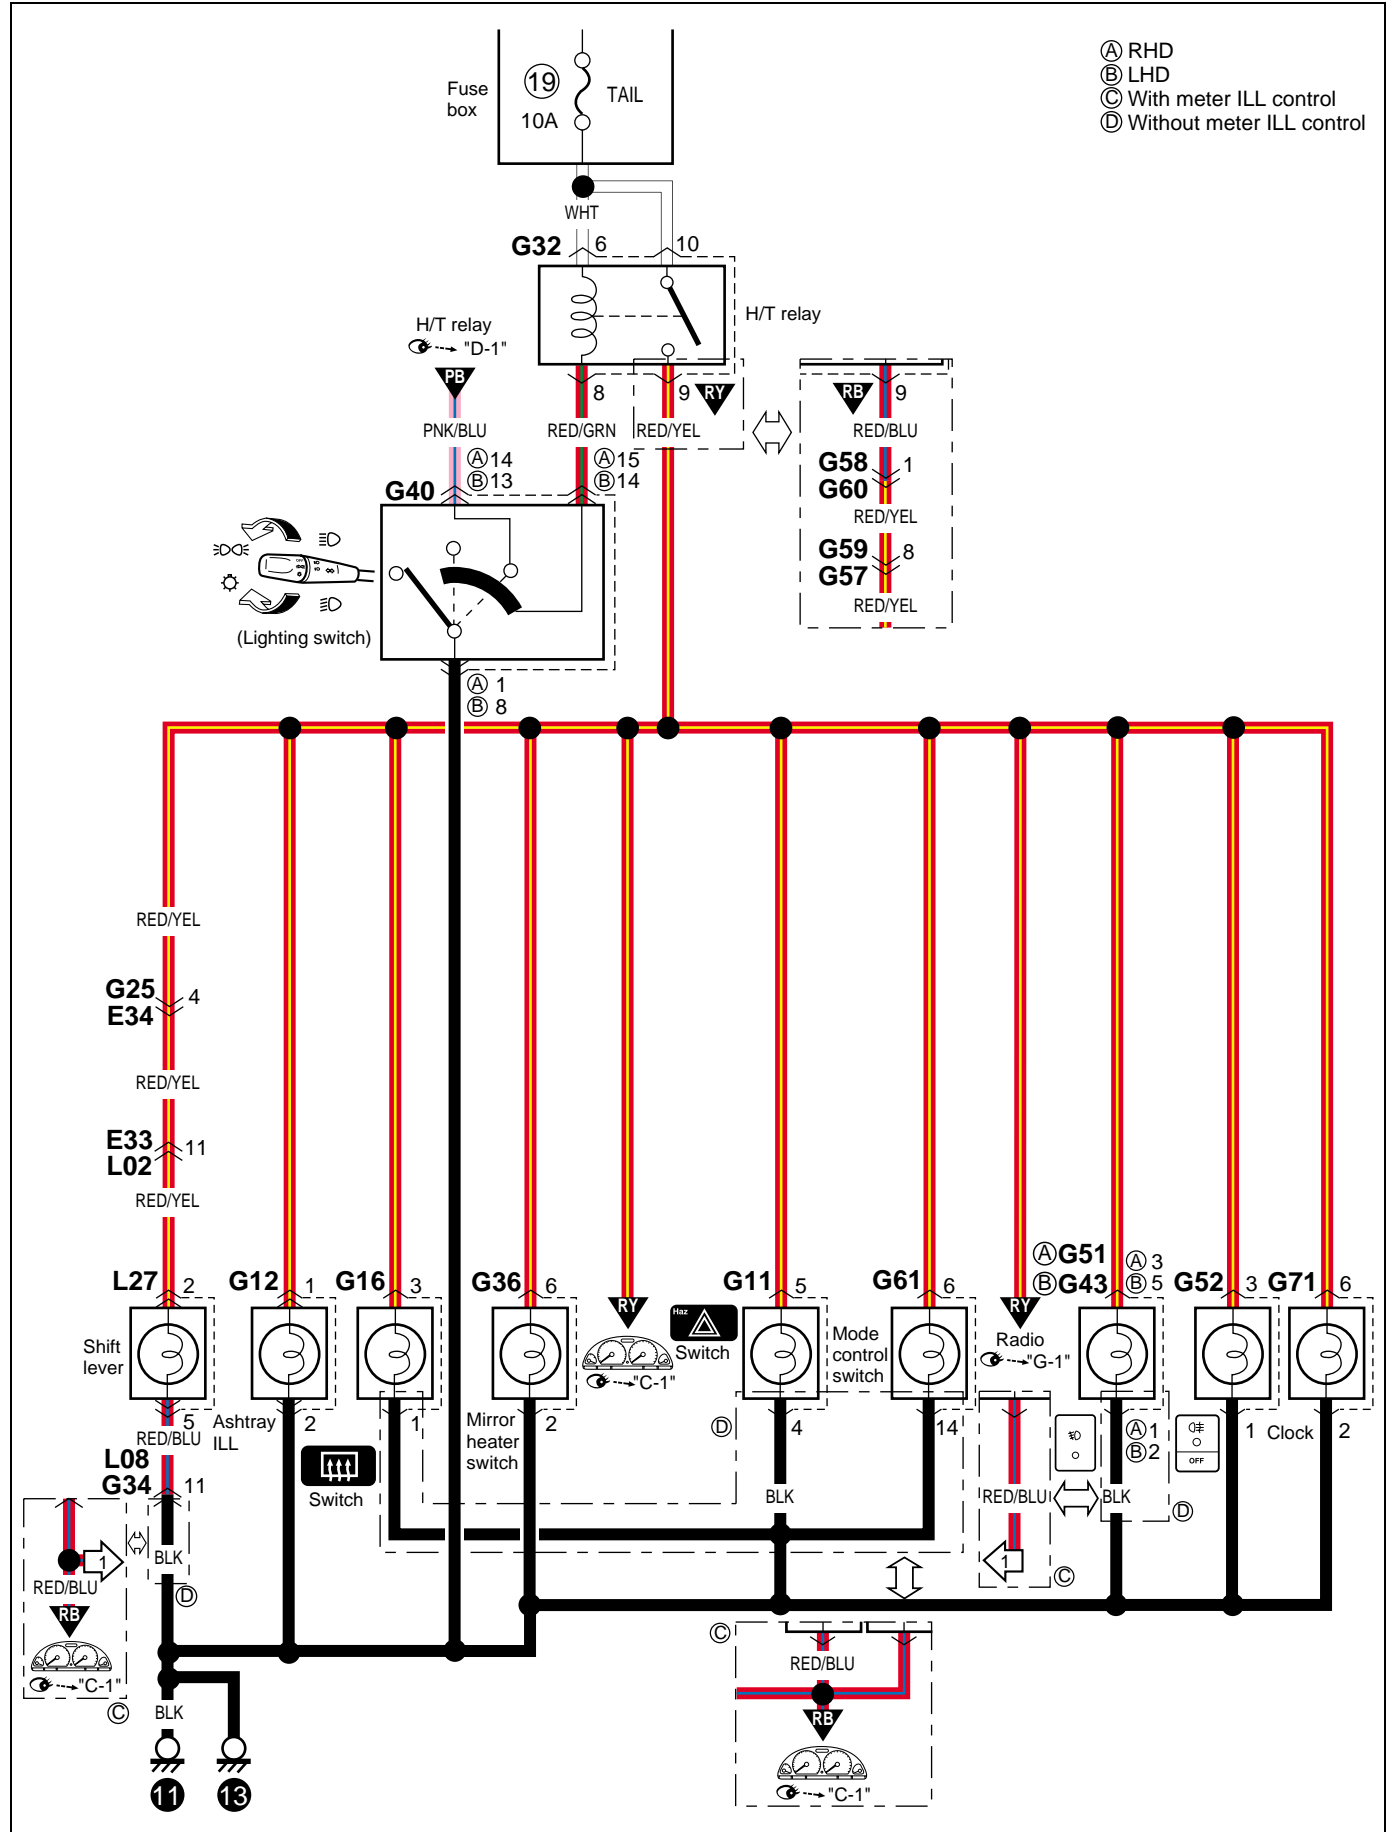 Ⓐ RHD
Ⓑ LHD
Ⓒ With meter ILL control
Ⓓ Without meter ILL control
Fuse
box
19
10A
TAIL
WHT
G32
6
10
H/T relay
H/T relay
"D-1"
PB
8
9
RY
RB
9
PNK/BLU
RED/GRN
RED/YEL
RED/BLU
Ⓐ14
Ⓑ13
Ⓐ15
Ⓑ14
G58
G60
1
RED/YEL
G40
G59
G57
8
RED/YEL
(Lighting switch)
Ⓐ 1
Ⓑ 8
RED/YEL
G25
E34
4
RED/YEL
E33
L02
11
RED/YEL
L27
2
G12
1
G16
3
G36
6
G11
5
G61
6
Ⓐ G51
Ⓑ G43
Ⓐ 3
Ⓑ 5
G52
3
G71
6
Shift
lever
RY
"C-1"
Haz
Switch
Mode
control
switch
RY
Radio
"G-1"
5
RED/BLU
Ashtray
ILL
2
1
Mirror
heater
switch
2
Ⓓ
4
14
Ⓐ1
Ⓑ2
OFF
1
Clock
2
L08
G34
11
Switch
BLK
RED/BLU
BLK
Ⓓ
1
BLK
RED/BLU
Ⓓ
1
Ⓒ
RB
"C-1"
Ⓒ
BLK
Ⓒ
RED/BLU
RB
"C-1"
11
13